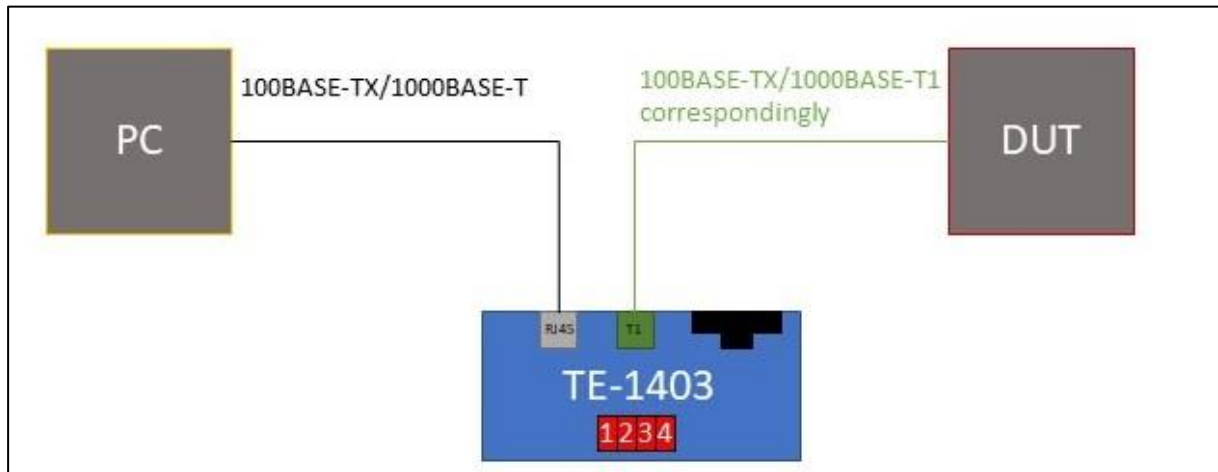 100BASE-TX/1000BASE-T
100BASE-TX/1000BASE-T1
correspondingly
PC
DUT
RJ45
T1
TE-1403
1234